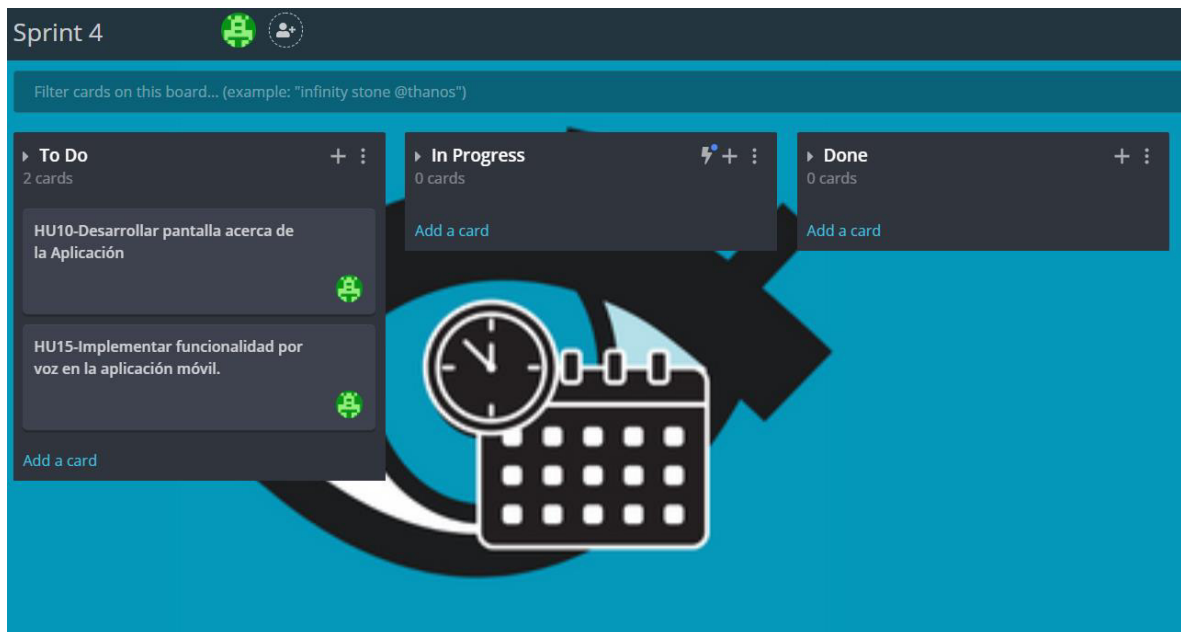 Sprint 4
Filter cards on this board... (example: "infinity stone @thanos")
To Do
2 cards
HU10-Desarrollar pantalla acerca de
la Aplicación
HU15-Implementar funcionalidad por
voz en la aplicación móvil.
Add a card
In Progress
0 cards
Add a card
Done
0 cards
Add a card